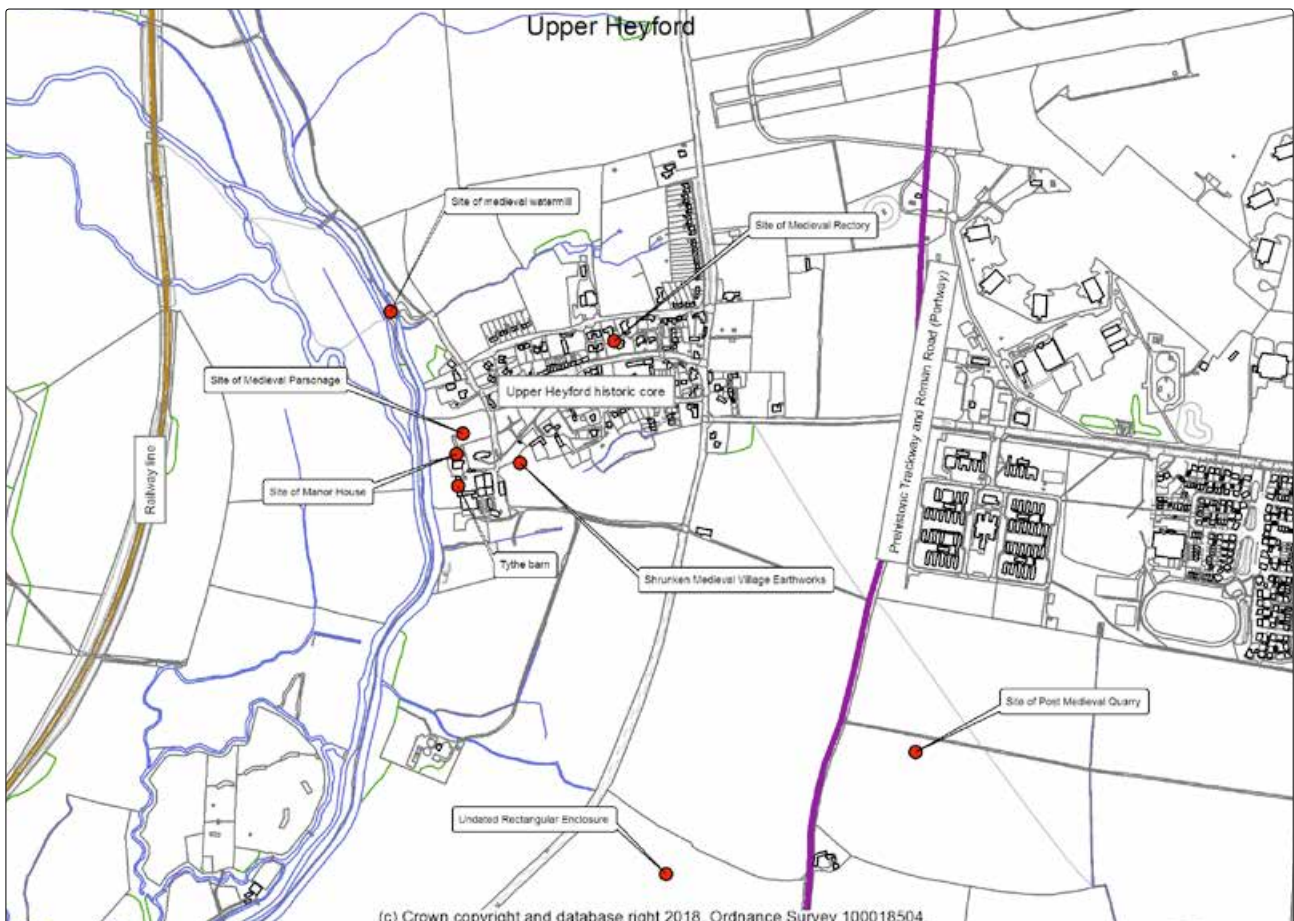 Upper Heyford
Site of medieval watermill
Site of Medieval Rectory
Site of Medieval Parsonage
Upper Heyford historic core
Prehistoric Trackway and Roman Road (Portway)
Railway line
Site of Manor House
Tythe barn
Shrunken Medieval Village Earthworks
Site of Post Medieval Quarry
Undated Rectangular Enclosure
(c) Crown copyright and database right 2018. Ordnance Survey 100018504